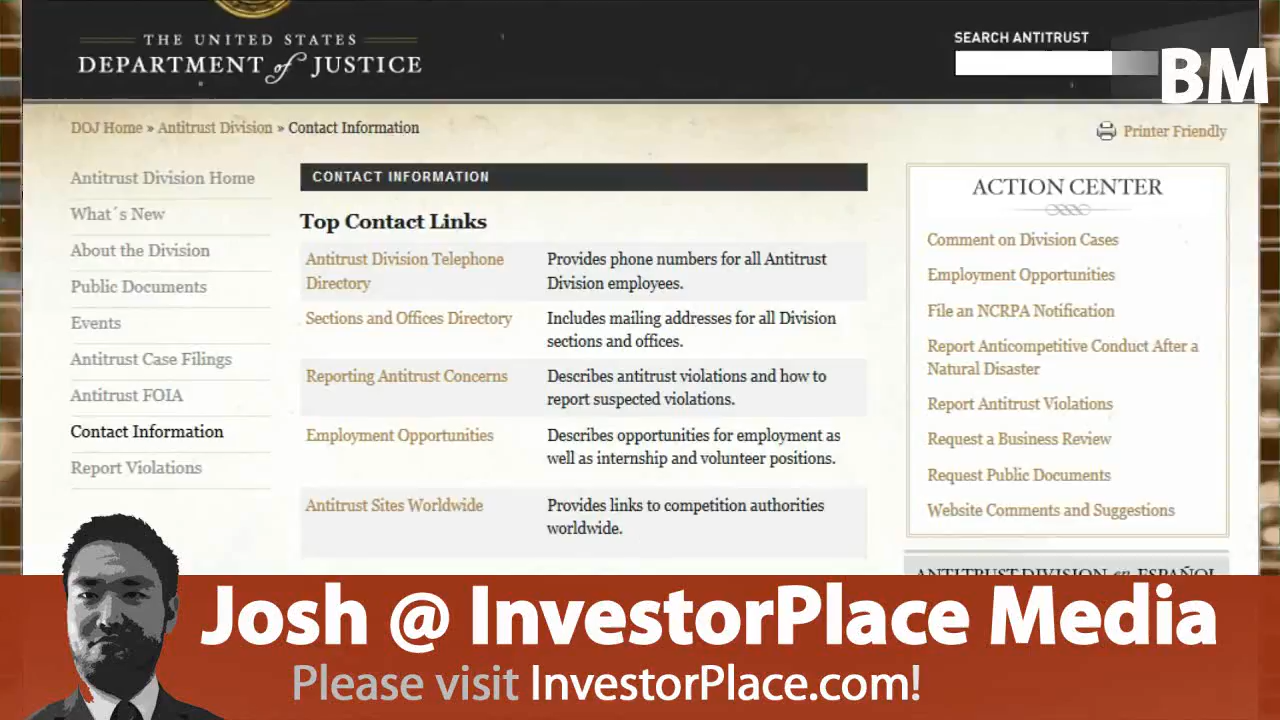 THE UNITED STATES
DEPARTMENT of JUSTICE
SEARCH ANTITRUST
BM
DOJ Home » Antitrust Division » Contact Information
Printer Friendly
Antitrust Division Home
What´s New
About the Division
Public Documents
Events
Antitrust Case Filings
Antitrust FOIA
Contact Information
Report Violations
CONTACT INFORMATION
Top Contact Links
Antitrust Division Telephone
Directory
Provides phone numbers for all Antitrust
Division employees.
Sections and Offices Directory
Includes mailing addresses for all Division
sections and offices.
Reporting Antitrust Concerns
Describes antitrust violations and how to
report suspected violations.
Employment Opportunities
Describes opportunities for employment as
well as internship and volunteer positions.
Antitrust Sites Worldwide
Provides links to competition authorities
worldwide.
ACTION CENTER
Comment on Division Cases
Employment Opportunities
File an NCRPA Notification
Report Anticompetitive Conduct After a
Natural Disaster
Report Antitrust Violations
Request a Business Review
Request Public Documents
Website Comments and Suggestions
ANTITRUST DIVISION en ESPAÑOL
Josh @ InvestorPlace Media
Please visit InvestorPlace.com!